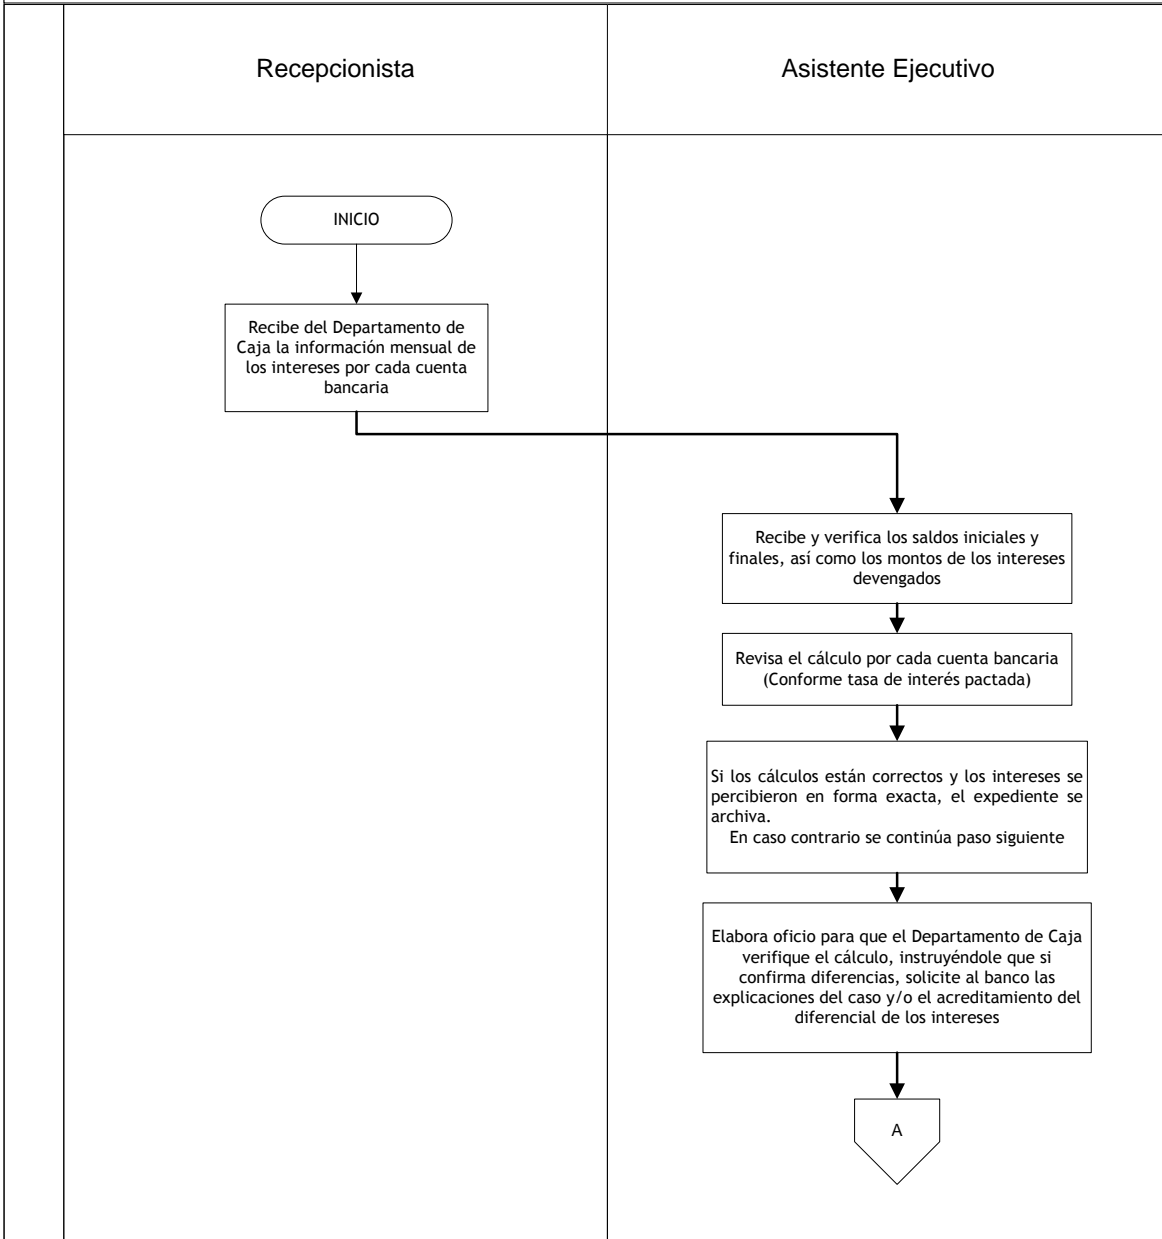 Recepcionista
Asistente Ejecutivo
INICIO
Recibe del Departamento de
Caja la información mensual de
los intereses por cada cuenta
bancaria
Recibe y verifica los saldos iniciales y
finales, así como los montos de los intereses
devengados
Revisa el cálculo por cada cuenta bancaria
(Conforme tasa de interés pactada)
Si los cálculos están correctos y los intereses se
percibieron en forma exacta, el expediente se
archiva.
En caso contrario se continúa paso siguiente
Elabora oficio para que el Departamento de Caja
verifique el cálculo, instruyéndole que si
confirma diferencias, solicite al banco las
explicaciones del caso y/o el acreditamiento del
diferencial de los intereses
A